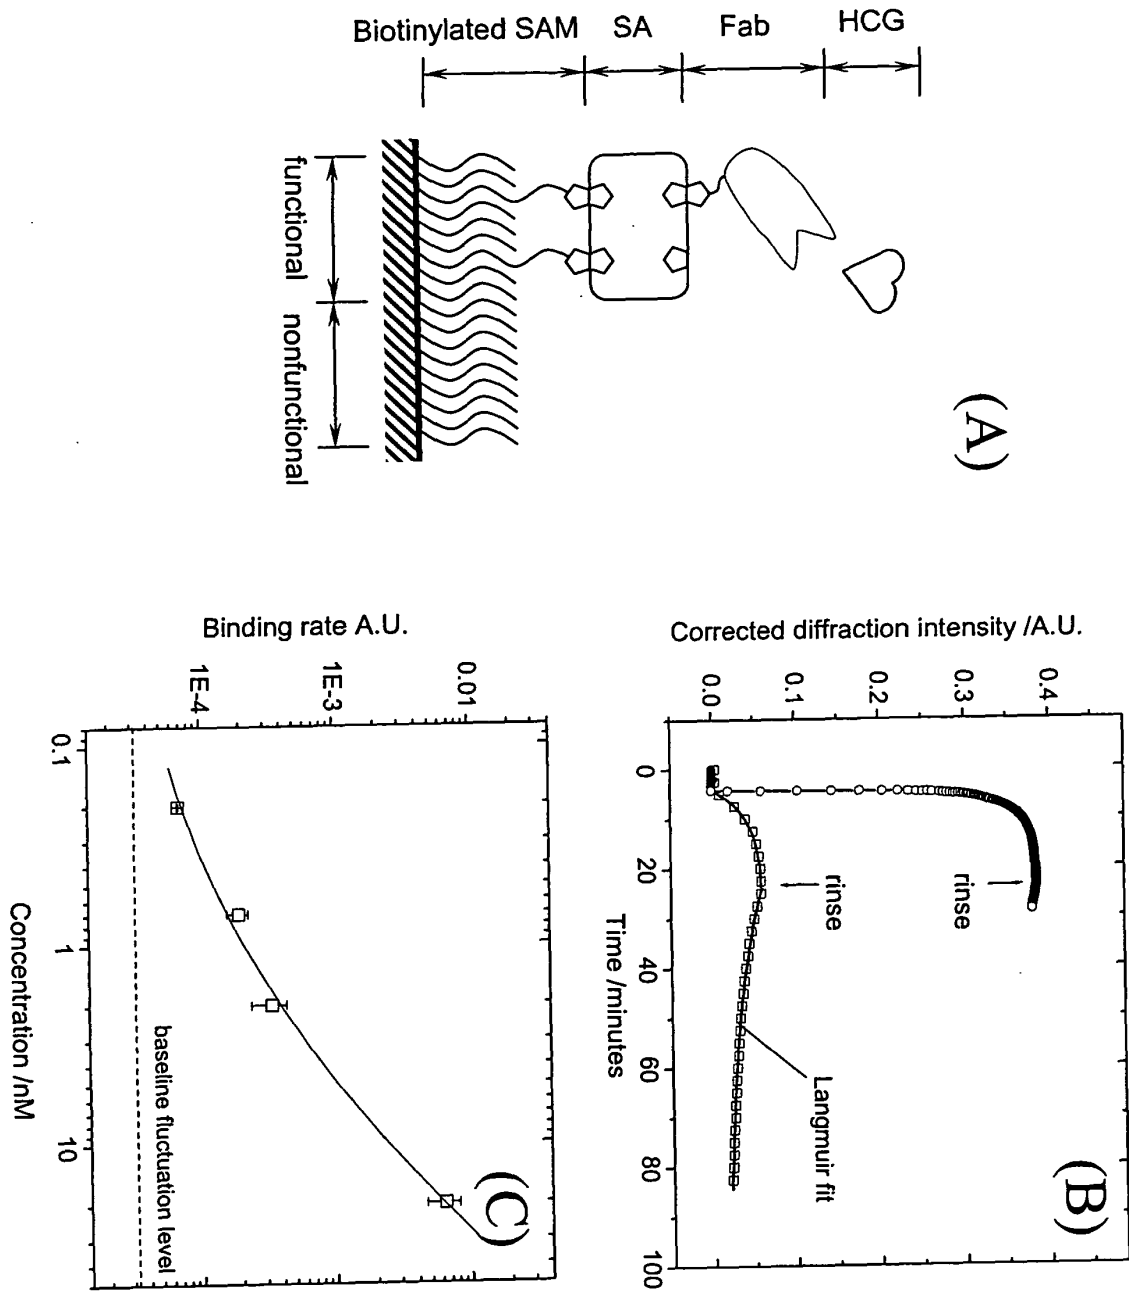 (A)
HCG
Fab
SA
Biotinylated SAM
functional
nonfunctional
(B)
Corrected diffraction intensity /A.U.
0.4
0.3
0.2
0.1
0.0
0
20
40
60
80
100
Time /minutes
rinse
rinse
Langmuir fit
(C)
Binding rate A.U.
0.01
1E-3
1E-4
0.1
1
10
Concentration /nM
baseline fluctuation level